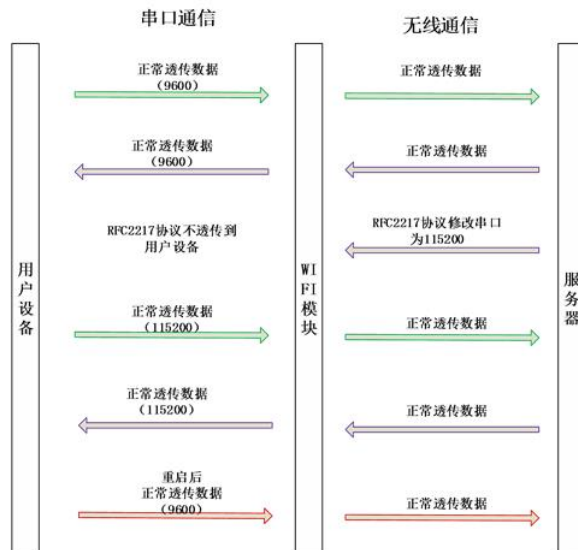 串口通信
无线通信
正常透传数据
(9600)
正常透传数据
正常透传数据
(9600)
正常透传数据
RFC2217协议不透传到
用户设备
RFC2217协议修改串口
为115200
用户设备
WIFI模块
服务器
正常透传数据
(115200)
正常透传数据
正常透传数据
(115200)
正常透传数据
重启后
正常透传数据
(9600)
正常透传数据